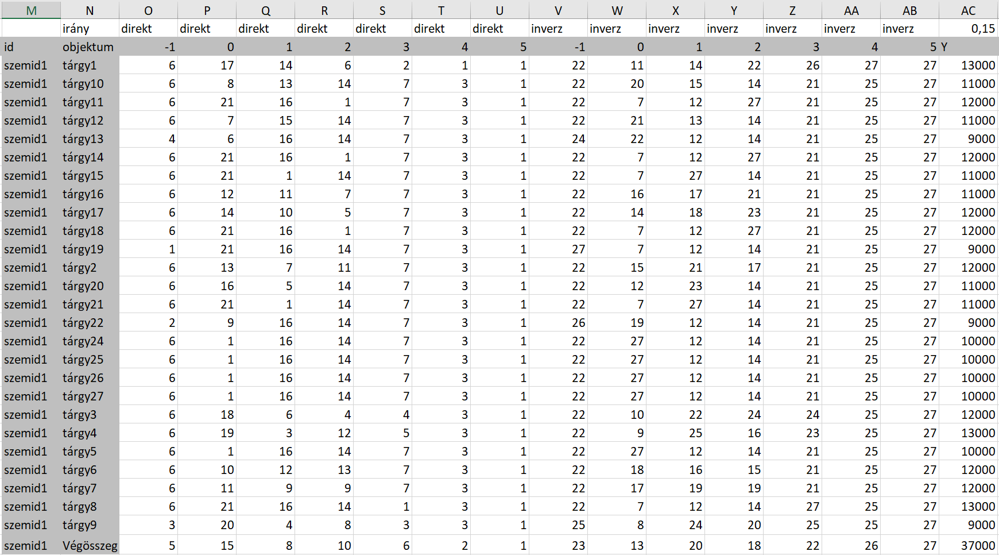 M N O P Q R S T U V W X Y Z AA AB AC
irány direkt direkt direkt direkt direkt direkt direkt inverz inverz inverz inverz inverz inverz inverz 0,15
id objektum -1 0 1 2 3 4 5 -1 0 1 2 3 4 5 Y
szemid1 tárgy1 6 17 14 6 2 1 1 22 11 14 22 26 27 27 13000
szemid1 tárgy10 6 8 13 14 7 3 1 22 20 15 14 21 25 27 11000
szemid1 tárgy11 6 21 16 1 7 3 1 22 7 12 27 21 25 27 12000
szemid1 tárgy12 6 7 15 14 7 3 1 22 21 13 14 21 25 27 11000
szemid1 tárgy13 4 6 16 14 7 3 1 24 22 12 14 21 25 27 9000
szemid1 tárgy14 6 21 16 1 7 3 1 22 7 12 27 21 25 27 12000
szemid1 tárgy15 6 21 1 14 7 3 1 22 7 27 14 21 25 27 11000
szemid1 tárgy16 6 12 11 7 7 3 1 22 16 17 21 21 25 27 11000
szemid1 tárgy17 6 14 10 5 7 3 1 22 14 18 23 21 25 27 12000
szemid1 tárgy18 6 21 16 1 7 3 1 22 7 12 27 21 25 27 12000
szemid1 tárgy19 1 21 16 14 7 3 1 27 7 12 14 21 25 27 9000
szemid1 tárgy2 6 13 7 11 7 3 1 22 15 21 17 21 25 27 12000
szemid1 tárgy20 6 16 5 14 7 3 1 22 12 23 14 21 25 27 11000
szemid1 tárgy21 6 21 1 14 7 3 1 22 7 27 14 21 25 27 11000
szemid1 tárgy22 2 9 16 14 7 3 1 26 19 12 14 21 25 27 9000
szemid1 tárgy24 6 1 16 14 7 3 1 22 27 12 14 21 25 27 10000
szemid1 tárgy25 6 1 16 14 7 3 1 22 27 12 14 21 25 27 10000
szemid1 tárgy26 6 1 16 14 7 3 1 22 27 12 14 21 25 27 10000
szemid1 tárgy27 6 1 16 14 7 3 1 22 27 12 14 21 25 27 10000
szemid1 tárgy3 6 18 6 4 4 3 1 22 10 22 24 24 25 27 12000
szemid1 tárgy4 6 19 3 12 5 3 1 22 9 25 16 23 25 27 13000
szemid1 tárgy5 6 1 16 14 7 3 1 22 27 12 14 21 25 27 10000
szemid1 tárgy6 6 10 12 13 7 3 1 22 18 16 15 21 25 27 12000
szemid1 tárgy7 6 11 9 9 7 3 1 22 17 19 19 21 25 27 12000
szemid1 tárgy8 6 21 16 14 1 3 1 22 7 12 14 27 25 27 13000
szemid1 tárgy9 3 20 4 8 3 3 1 25 8 24 20 25 25 27 9000
szemid1 Végösszeg 5 15 8 10 6 2 1 23 13 20 18 22 26 27 37000